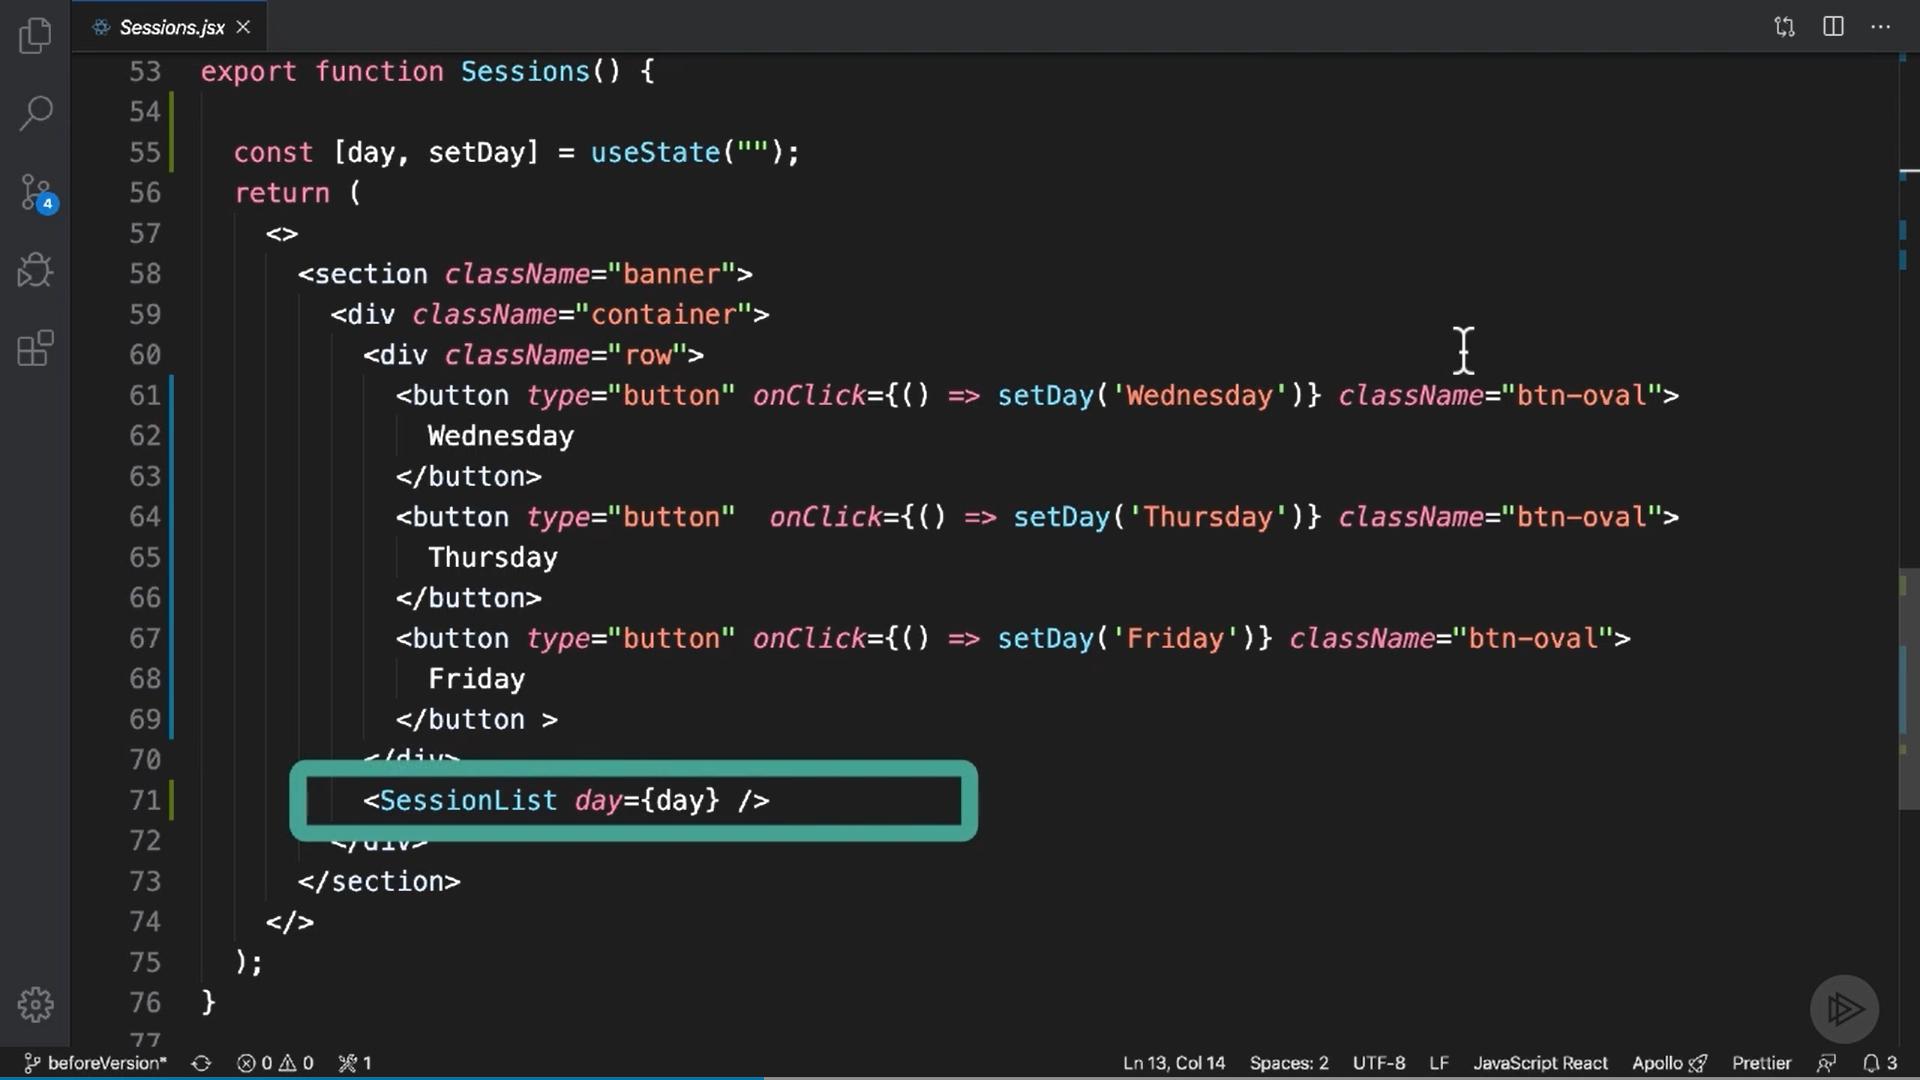 Sessions.jsx
53 export function Sessions() {
54
55 const [day, setDay] = useState("");
56 return (
57 <>
58 <section className="banner">
59 <div className="container">
60 <div className="row">
61 <button type="button" onClick={() => setDay('Wednesday')} className="btn-oval">
62 Wednesday
63 </button>
64 <button type="button"  onClick={() => setDay('Thursday')} className="btn-oval">
65 Thursday
66 </button>
67 <button type="button" onClick={() => setDay('Friday')} className="btn-oval">
68 Friday
69 </button >
70 </div>
71 <SessionList day={day} />
72 </div>
73 </section>
74 </>
75 );
76 }
77
4
beforeVersion* 0 0 1 Ln 13, Col 14 Spaces: 2 UTF-8 LF JavaScript React Apollo Prettier 3